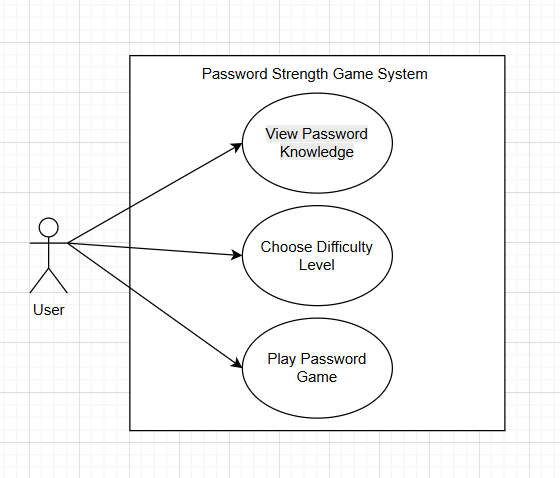 Password Strength Game System
View Password
Knowledge
Choose Difficulty
Level
User
Play Password
Game